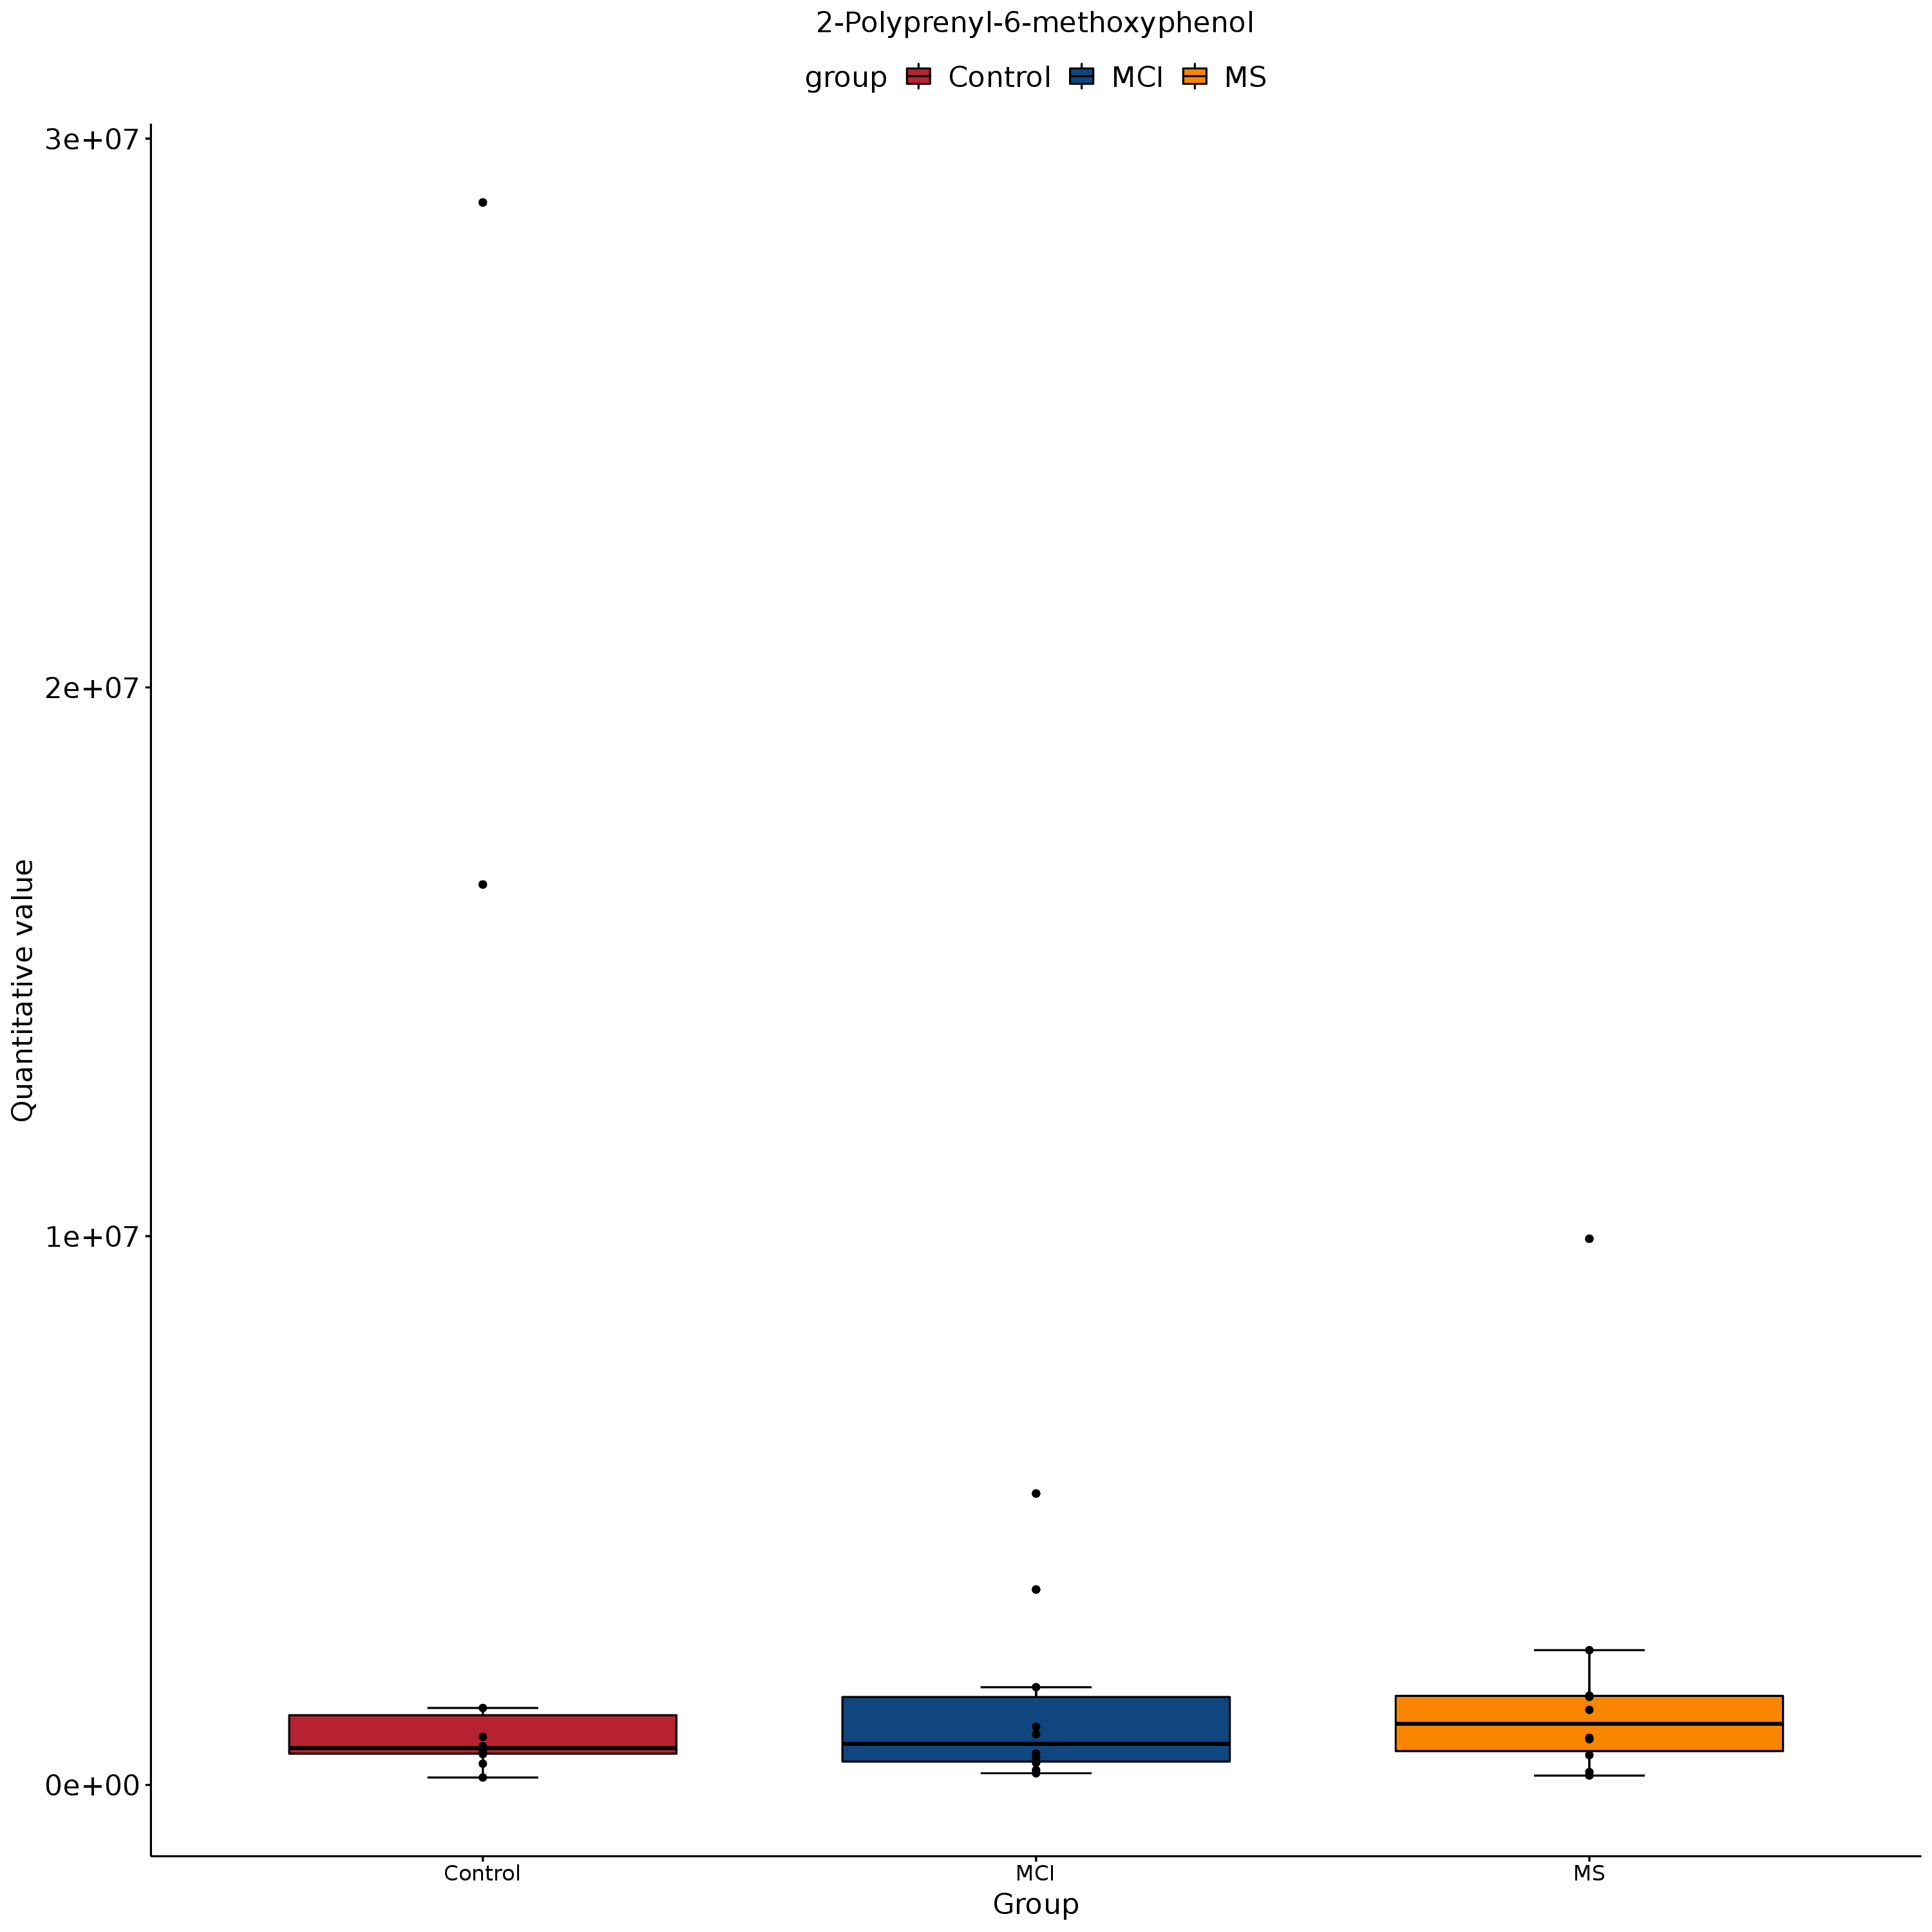 2-Polyprenyl-6-methoxyphenol
group Control MCI MS
3e+07
2e+07
1e+07
0e+00
Quantitative value
Control MCI MS
Group